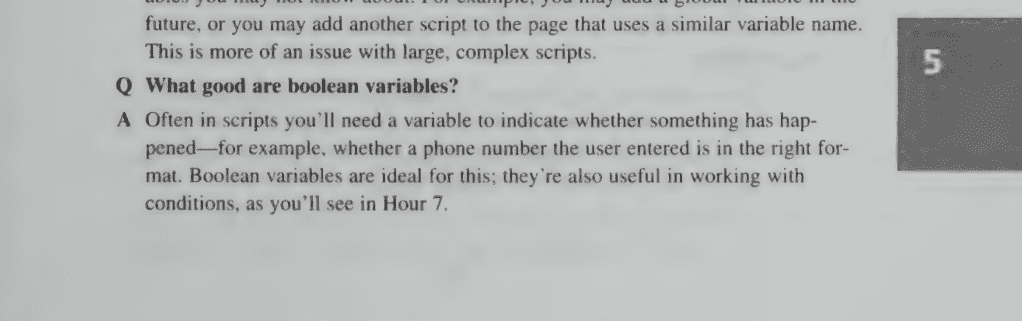 future, or you may add another script to the page that uses a similar variable name.
This is more of an issue with large, complex scripts.
Q What good are boolean variables?
A Often in scripts you'll need a variable to indicate whether something has hap-
pened—for example, whether a phone number the user entered is in the right for-
mat. Boolean variables are ideal for this; they're also useful in working with
conditions, as you'll see in Hour 7.
5